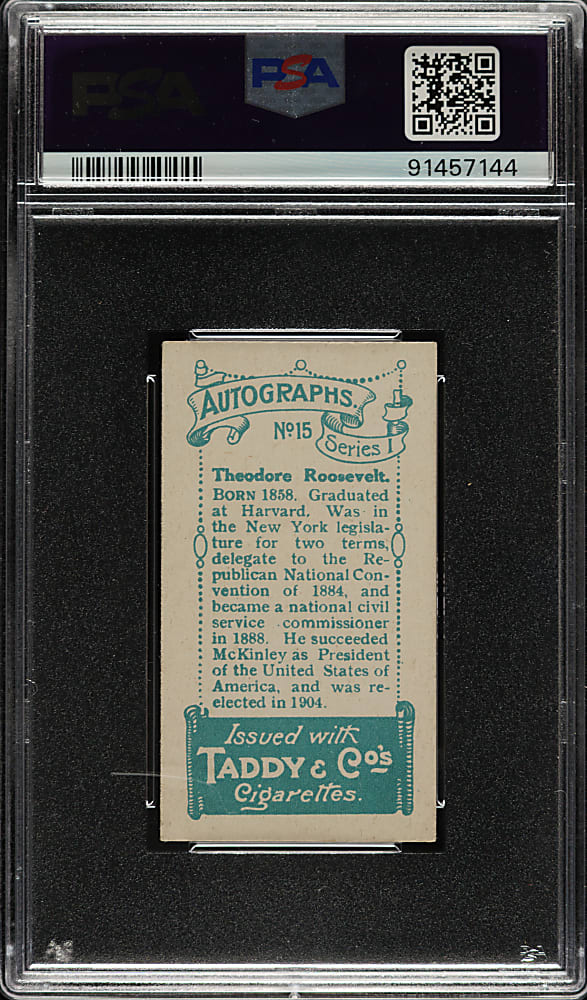 PSA
PSA
91457144
AUTOGRAPHS.
Nº15
Series 1
Theodore Roosevelt.
BORN 1858. Graduated
at Harvard. Was in
the New York legisla-
ture for two terms,
delegate to the Re-
publican National Con-
vention of 1884, and
became a national civil
service commissioner
in 1888. He succeeded
McKinley as President
of the United States of
America, and was re-
elected in 1904.
Issued with
TADDY & Co's
Cigarettes.